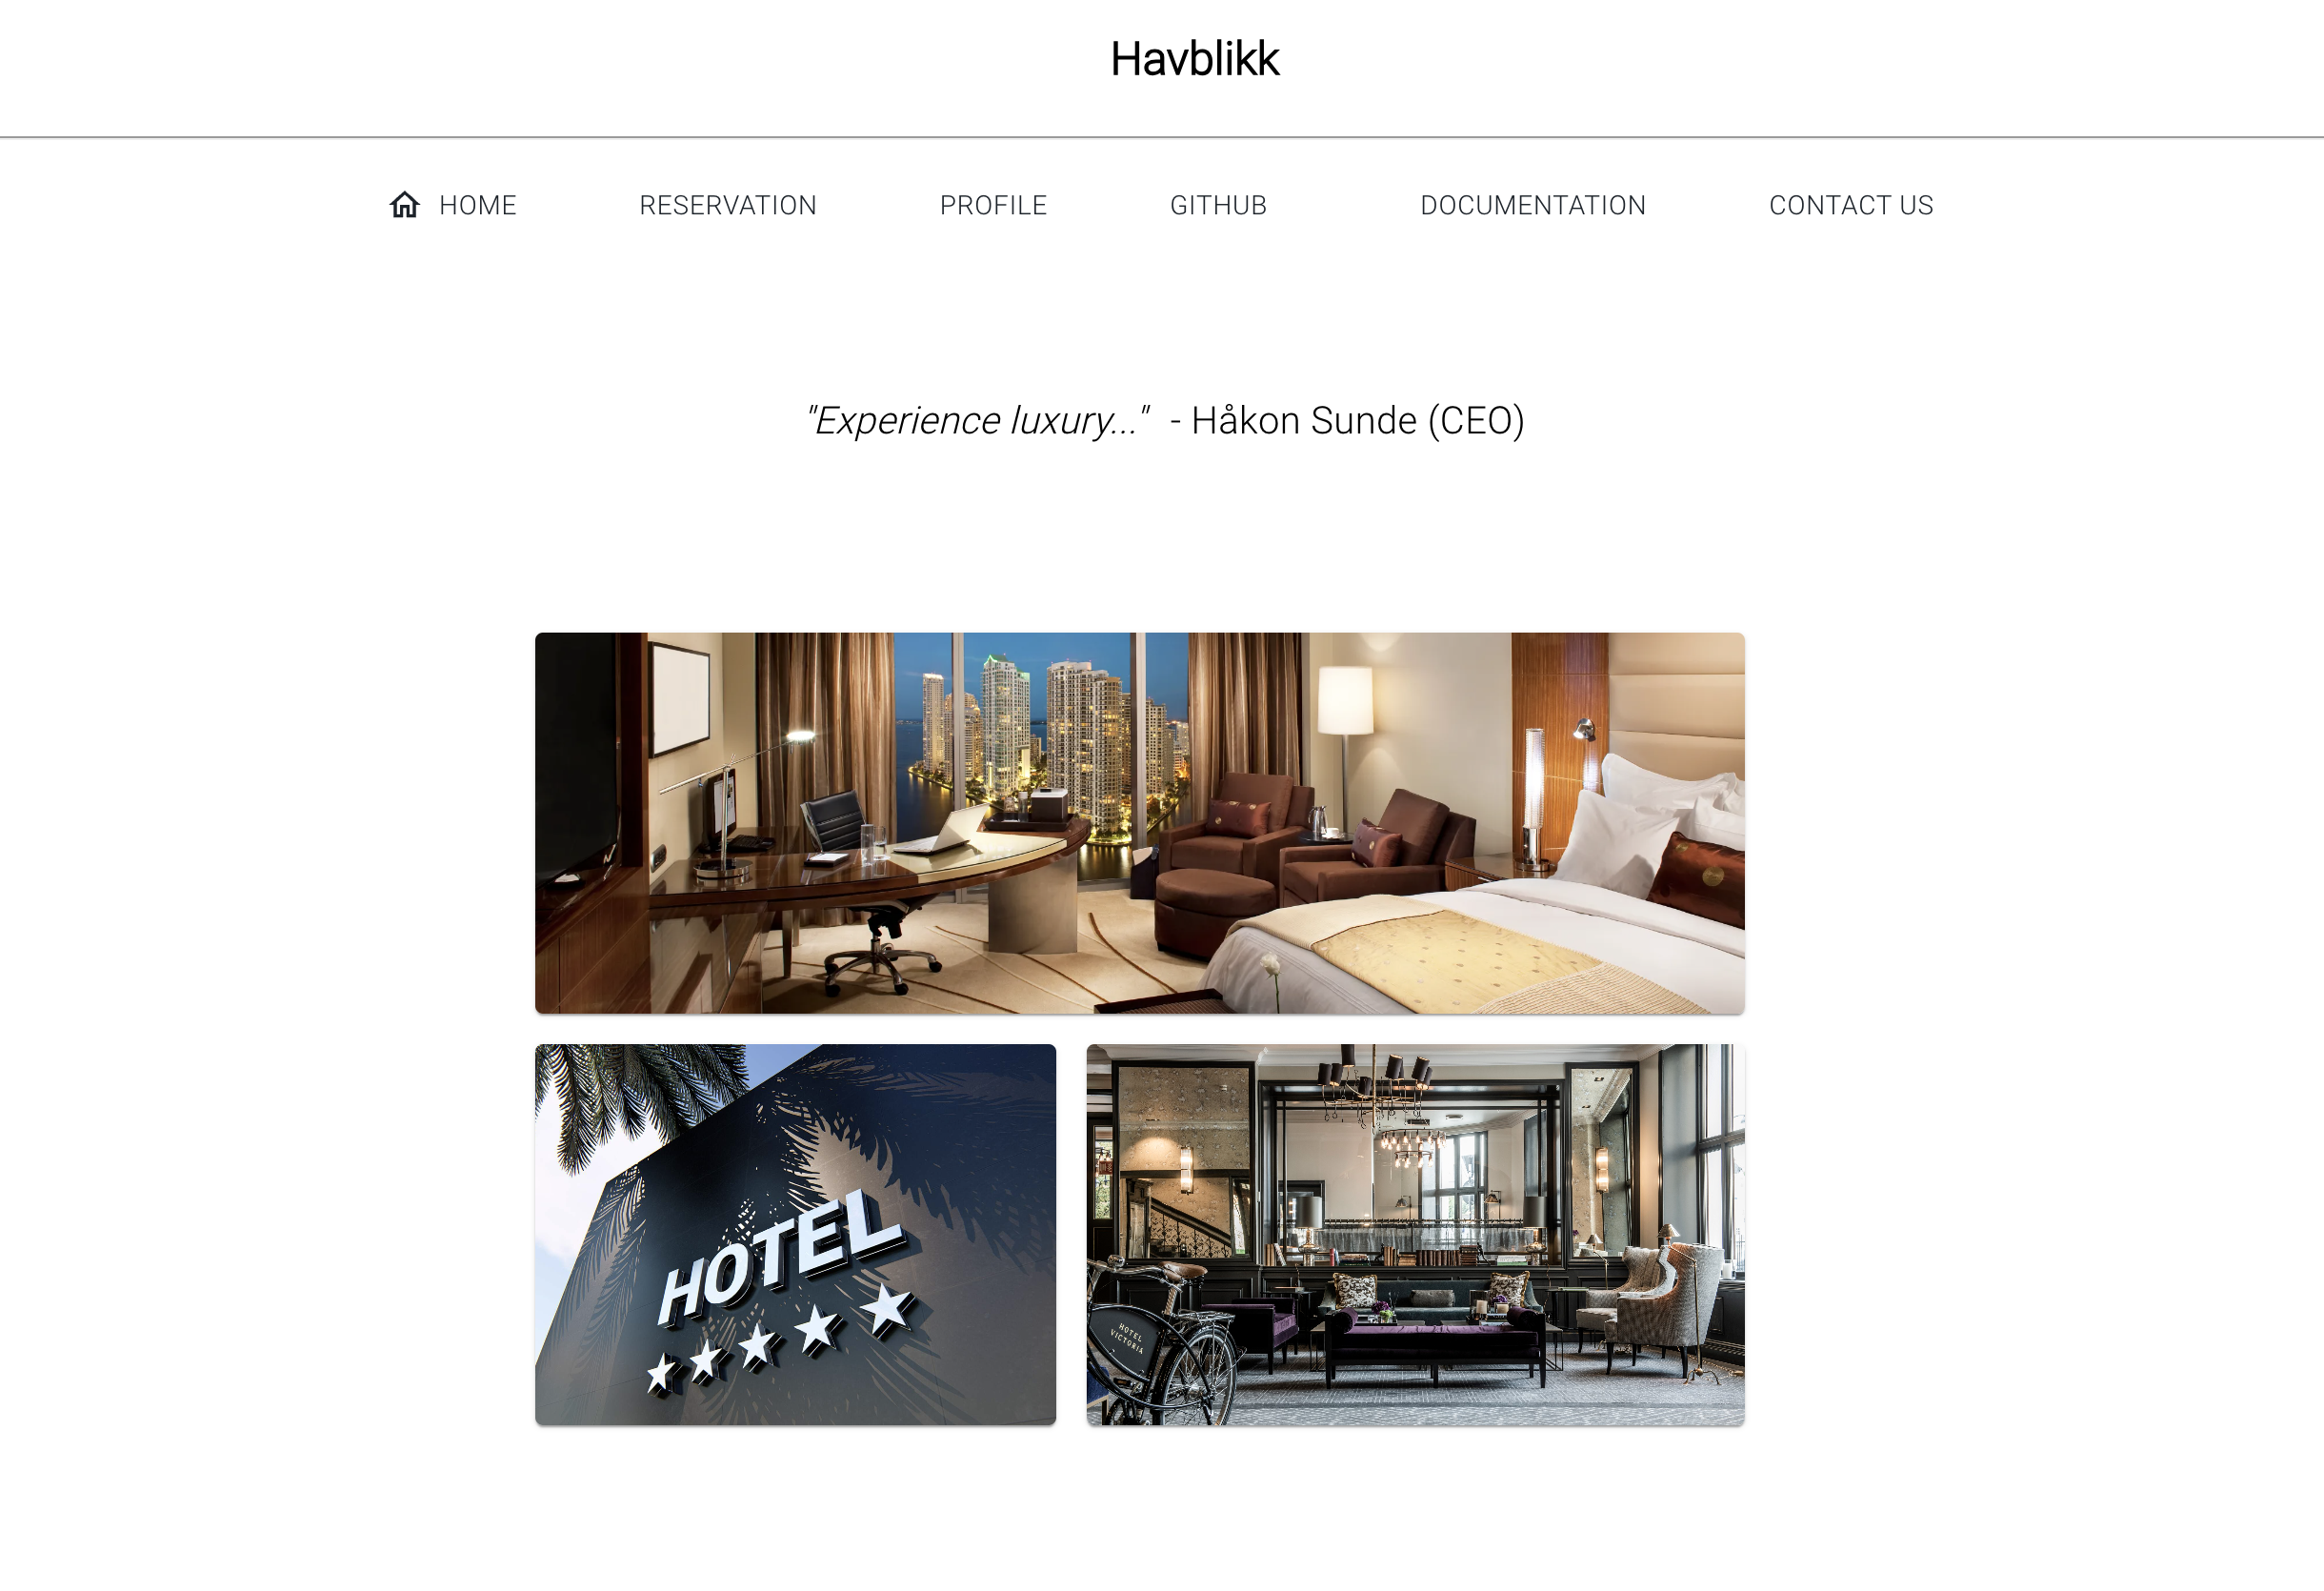 Havblikk
HOME RESERVATION PROFILE GITHUB DOCUMENTATION CONTACT US
"Experience luxury..." - Håkon Sunde (CEO)
HOTEL
HOTEL
VICTORIA